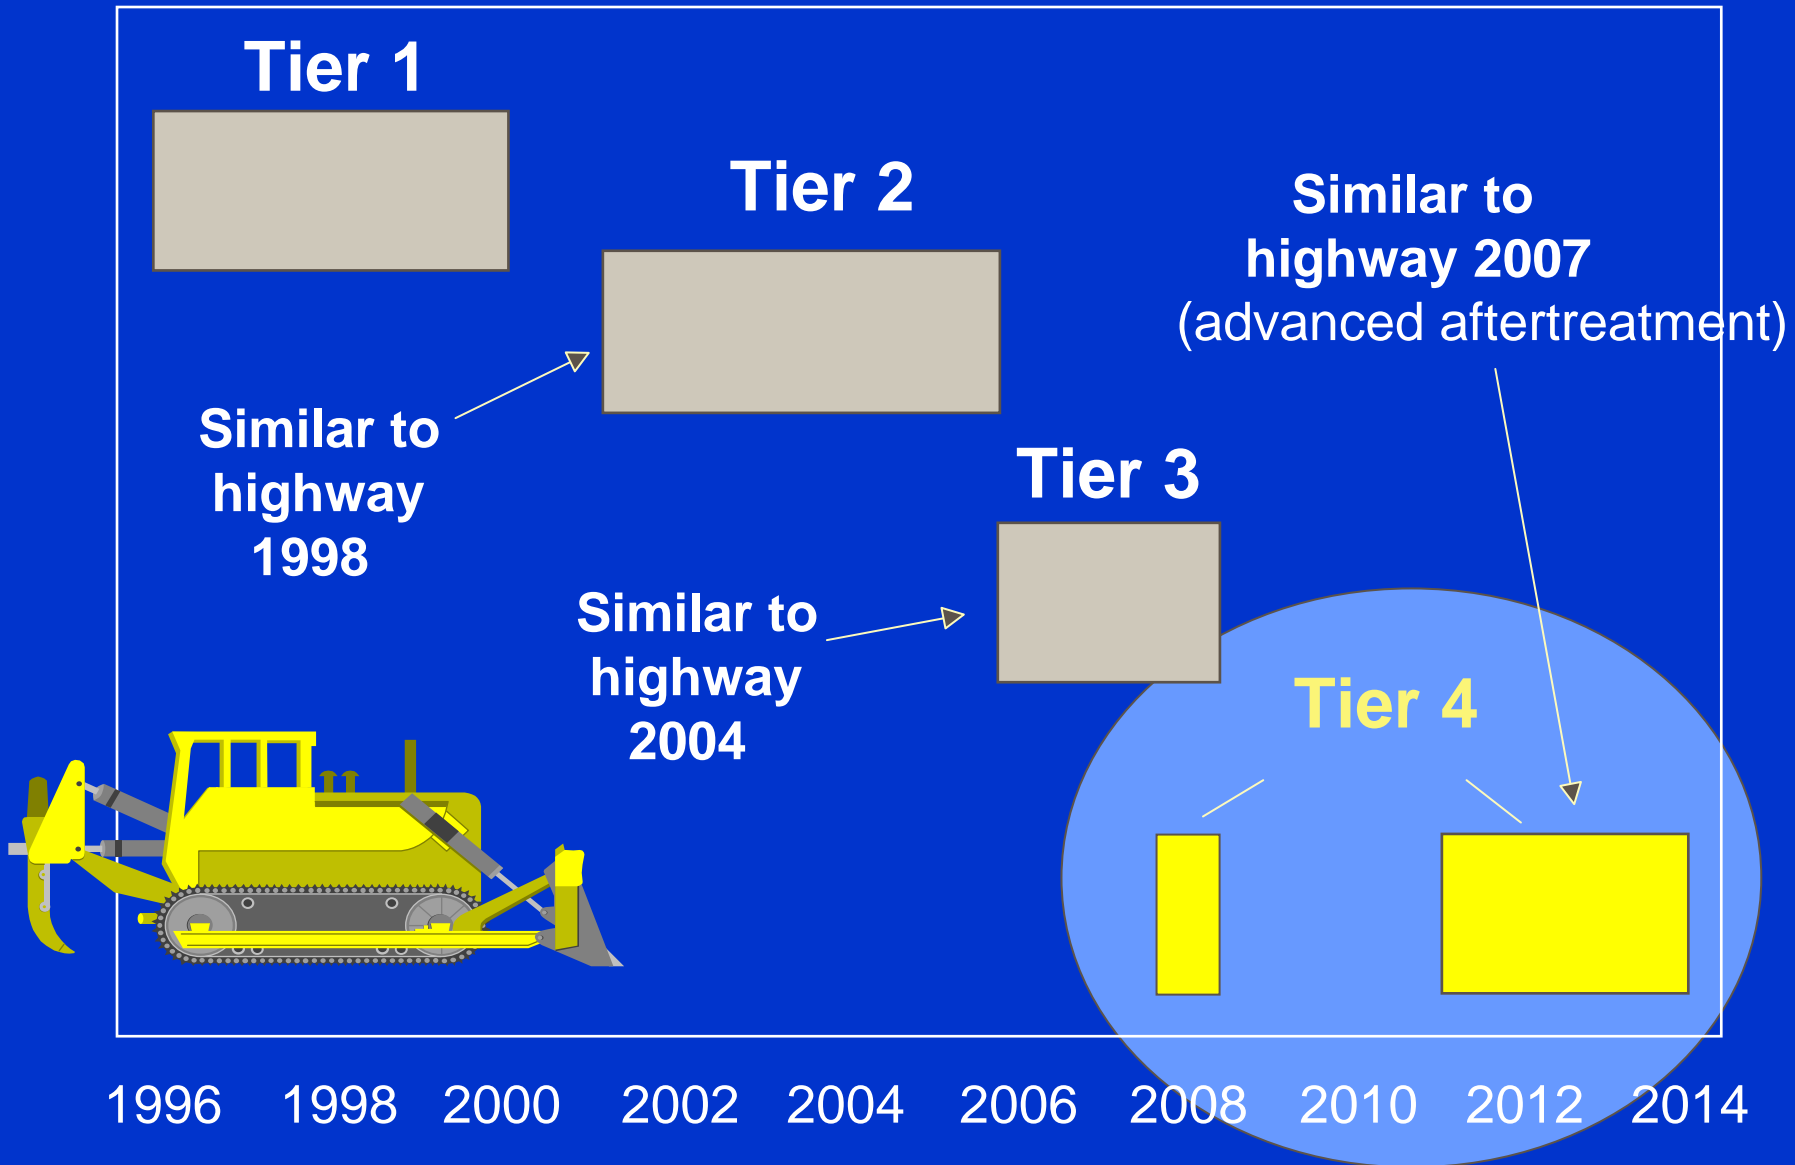 Tier 1
Tier 2
Similar to
highway 2007
(advanced aftertreatment)
Similar to
highway
1998
Tier 3
Similar to
highway
2004
Tier 4
1996 1998 2000 2002 2004 2006 2008 2010 2012 2014